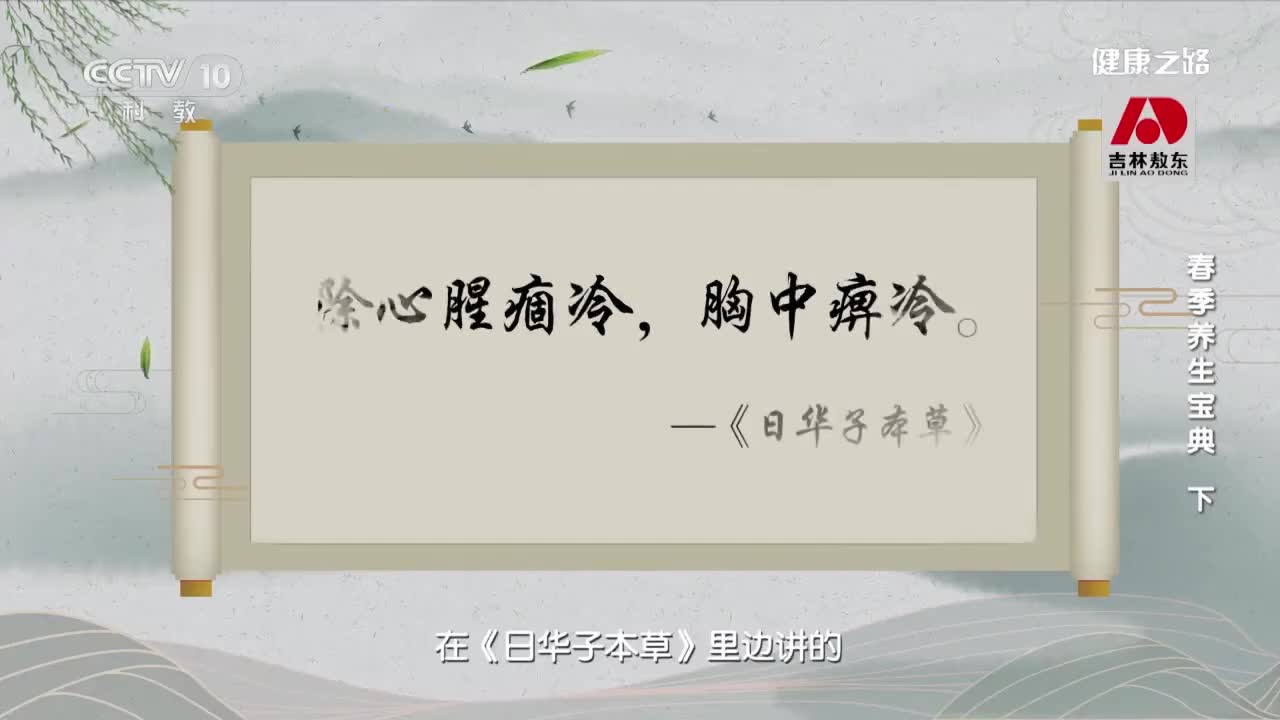 CCTV 10
科教
健康之路
吉林敖东
JI LIN AO DONG
除心腥痼冷，胸中痹冷。
—《日华子本草》
春季养生宝典 下
在《日华子本草》里边讲的